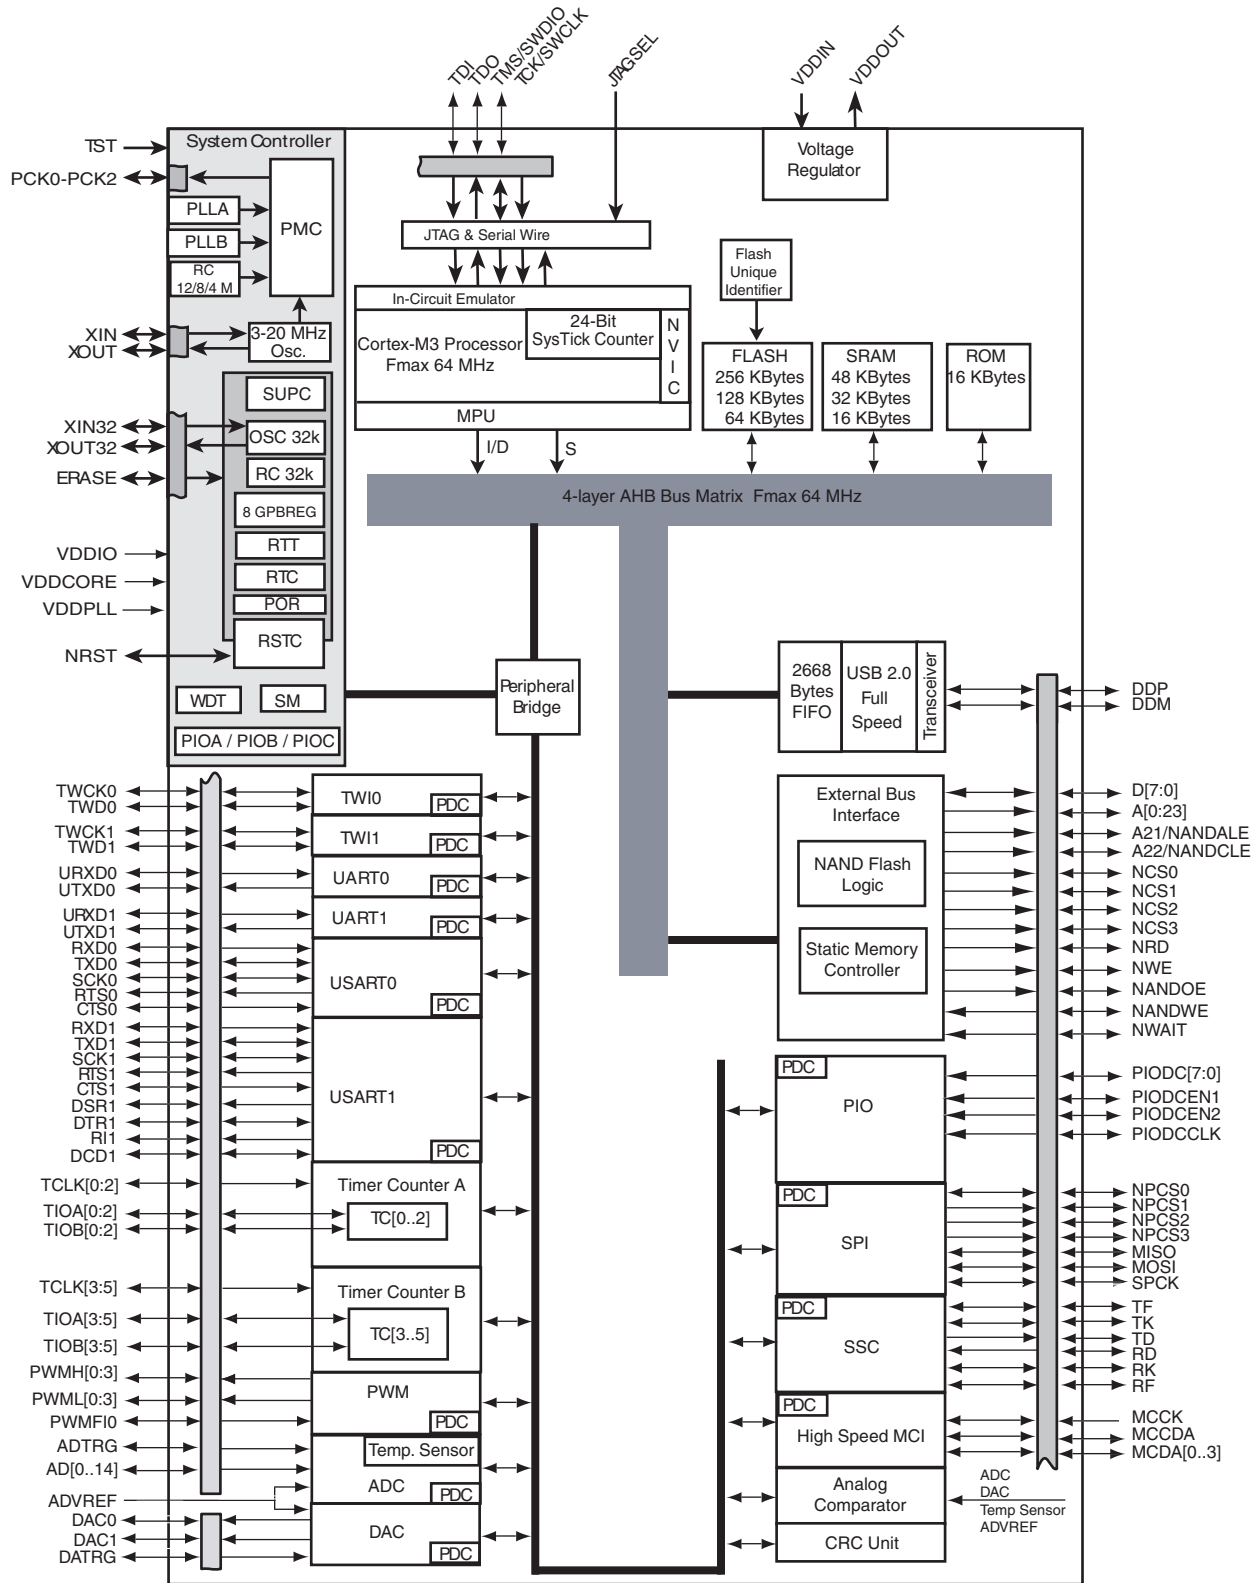 TDI
TDO
TMS/SWDIO
TCK/SWCLK
JTAGSEL
VDDIN
VDDOUT
TST
System Controller
Voltage
Regulator
PCK0-PCK2
PLLA
PMC
JTAG & Serial Wire
PLLB
RC
12/8/4 M
Flash
Unique
Identifier
In-Circuit Emulator
XIN
XOUT
3-20 MHz
Osc.
Cortex-M3 Processor
Fmax 64 MHz
24-Bit
SysTick Counter
N
V
I
C
FLASH
256 KBytes
128 KBytes
64 KBytes
SRAM
48 KBytes
32 KBytes
16 KBytes
ROM
16 KBytes
SUPC
MPU
XIN32
XOUT32
OSC 32k
I/D
S
ERASE
RC 32k
4-layer AHB Bus Matrix Fmax 64 MHz
8 GPBREG
VDDIO
RTT
VDDCORE
RTC
VDDPLL
POR
NRST
RSTC
Peripheral
Bridge
2668
Bytes
FIFO
USB 2.0
Full
Speed
Transceiver
DDP
DDM
WDT
SM
PIOA / PIOB / PIOC
TWCK0
TWD0
TWI0
PDC
TWCK1
TWD1
TWI1
PDC
URXD0
UTXD0
UART0
PDC
URXD1
UTXD1
UART1
PDC
RXD0
TXD0
SCK0
RTS0
CTS0
USART0
PDC
RXD1
TXD1
SCK1
RTS1
CTS1
DSR1
DTR1
RI1
DCD1
USART1
PDC
TCLK[0:2]
TIOA[0:2]
TIOB[0:2]
Timer Counter A
TC[0..2]
TCLK[3:5]
TIOA[3:5]
TIOB[3:5]
Timer Counter B
TC[3..5]
PWMH[0:3]
PWML[0:3]
PWMFI0
PWM
PDC
ADTRG
AD[0..14]
Temp. Sensor
ADC
PDC
ADVREF
DAC0
DAC1
DATRG
DAC
PDC
External Bus
Interface
NAND Flash
Logic
Static Memory
Controller
D[7:0]
A[0:23]
A21/NANDALE
A22/NANDCLE
NCS0
NCS1
NCS2
NCS3
NRD
NWE
NANDOE
NANDWE
NWAIT
PDC
PIO
PIODC[7:0]
PIODCEN1
PIODCEN2
PIODCCLK
PDC
SPI
NPCS0
NPCS1
NPCS2
NPCS3
MISO
MOSI
SPCK
PDC
SSC
TF
TK
TD
RD
RK
RF
PDC
High Speed MCI
MCCK
MCCDA
MCDA[0..3]
Analog
Comparator
ADC
DAC
Temp Sensor
ADVREF
CRC Unit